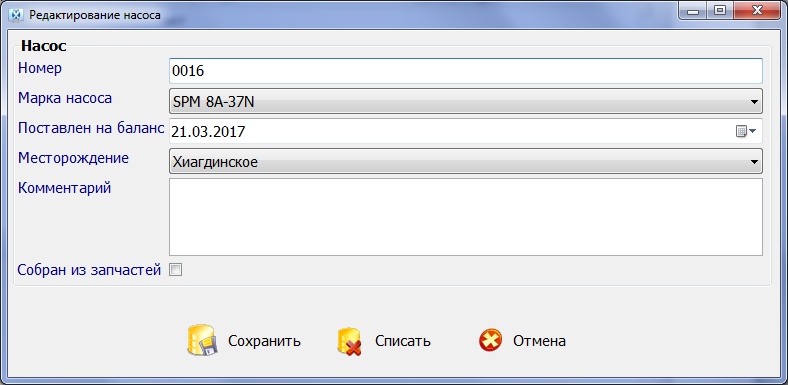 Редактирование насоса
Насос
Номер 0016
Марка насоса SPM 8A-37N
Поставлен на баланс 21.03.2017
Месторождение Хиагдинское
Комментарий
Собран из запчастей
Сохранить Списать Отмена